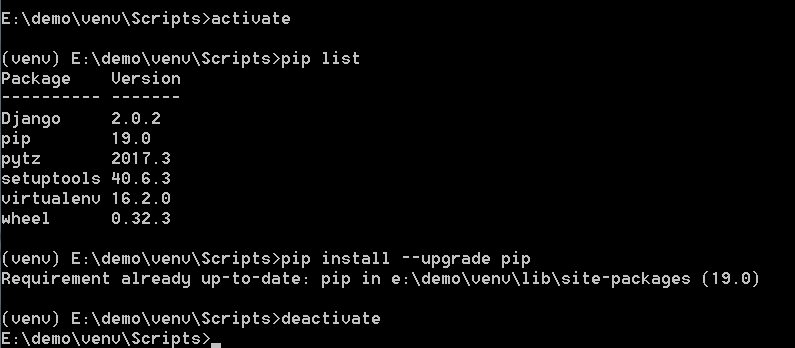 E:\demo\venv\Scripts>activate
(venv) E:\demo\venv\Scripts>pip list
Package    Version
---------- -------
Django     2.0.2
pip        19.0
pytz       2017.3
setuptools 40.6.3
virtualenv 16.2.0
wheel      0.32.3
(venv) E:\demo\venv\Scripts>pip install --upgrade pip
Requirement already up-to-date: pip in e:\demo\venv\lib\site-packages (19.0)
(venv) E:\demo\venv\Scripts>deactivate
E:\demo\venv\Scripts>_